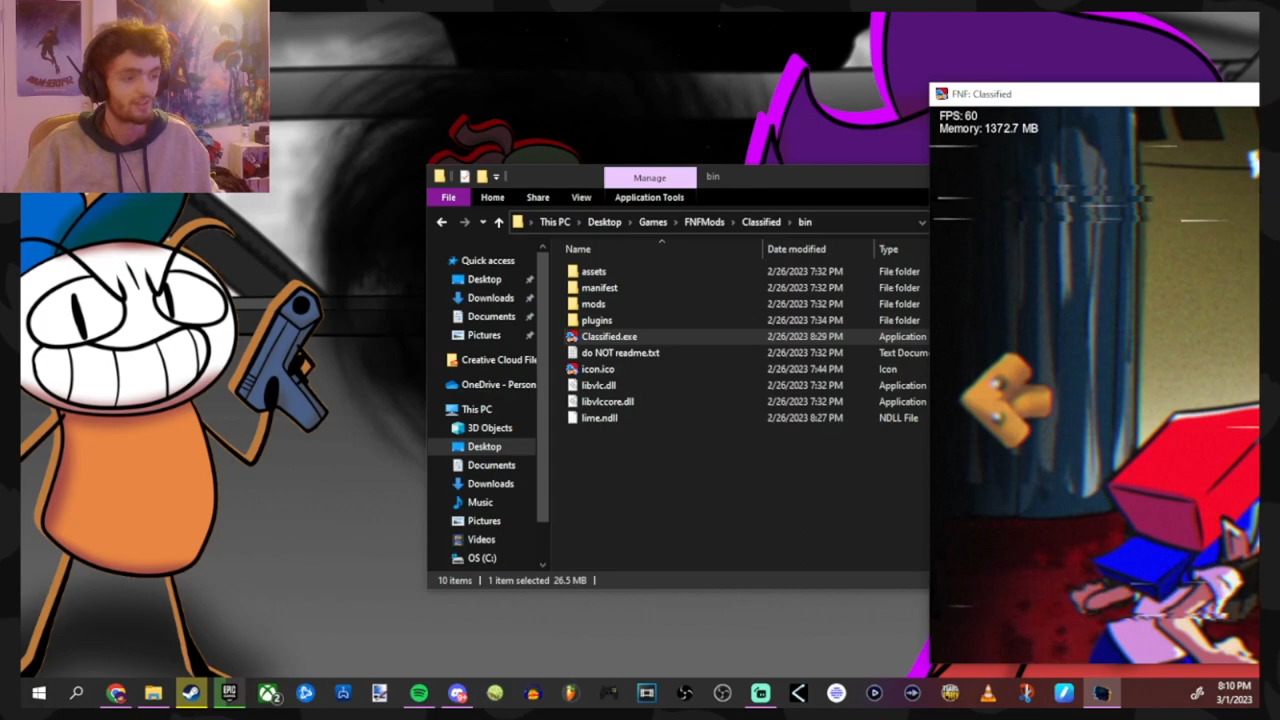 FNF: Classified
FPS: 60
Memory: 1372.7 MB
Manage
bin
File
Home
Share
View
Application Tools
This PC
Desktop
Games
FNFMods
Classified
bin
Name
Date modified
Type
Quick access
Desktop
Downloads
Documents
Pictures
Creative Cloud File
OneDrive - Person
This PC
3D Objects
Desktop
Documents
Downloads
Music
Pictures
Videos
OS (C:)
assets 2/26/2023 7:32 PM File folder
manifest 2/26/2023 7:32 PM File folder
mods 2/26/2023 7:32 PM File folder
plugins 2/26/2023 7:34 PM File folder
Classified.exe 2/26/2023 8:29 PM Application
do NOT readme.txt 2/26/2023 7:32 PM Text Docum
icon.ico 2/26/2023 7:44 PM Icon
libvlc.dll 2/26/2023 7:32 PM Application
libvlccore.dll 2/26/2023 7:32 PM Application
lime.ndll 2/26/2023 8:27 PM NDLL File
10 items
1 item selected 26.5 MB
EPIC
2
8:10 PM
3/1/2023